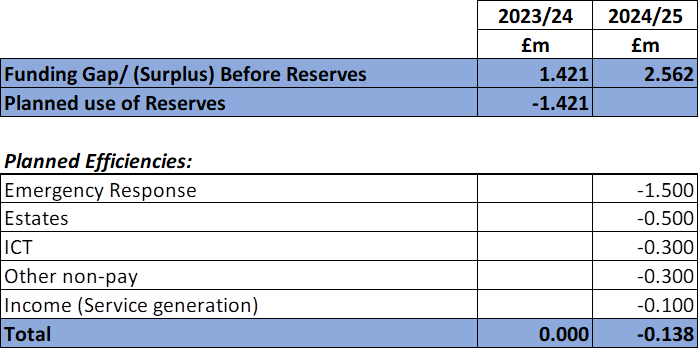 2023/24 2024/25
£m £m
Funding Gap/ (Surplus) Before Reserves 1.421 2.562
Planned use of Reserves -1.421
Planned Efficiencies:
Emergency Response -1.500
Estates -0.500
ICT -0.300
Other non-pay -0.300
Income (Service generation) -0.100
Total 0.000 -0.138